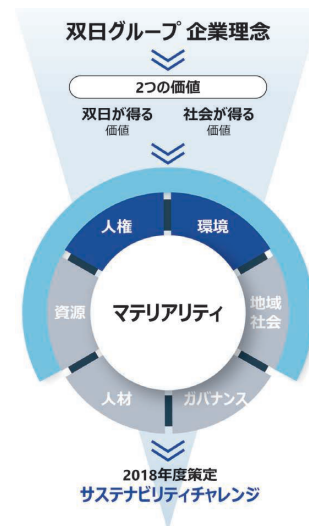 双日グループ 企業理念
2つの価値
双日が得る 社会が得る
価値 価値
人権 環境
資源 マテリアリティ 地域
社会
人材 ガバナンス
2018年度策定
サステナビリティチャレンジ